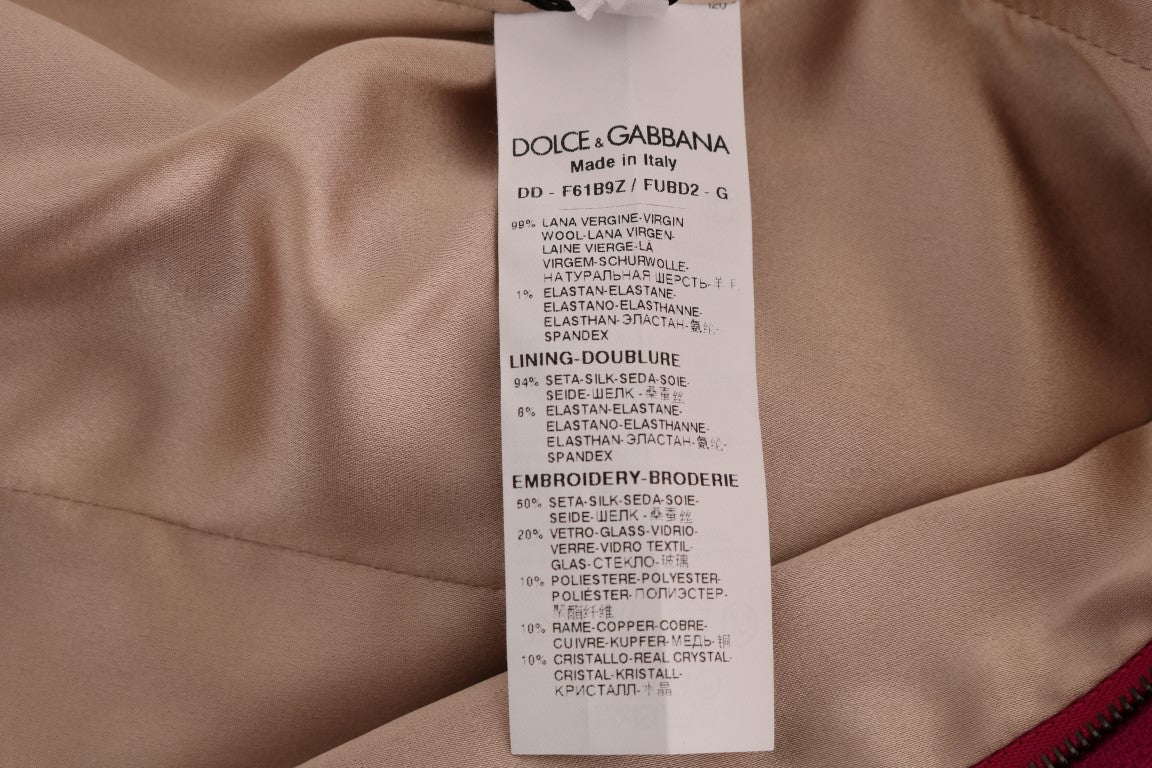 DOLCE & GABBANA
Made in Italy
DD - F61B9Z / FUBD2 - G
99% LANA VERGINE-VIRGIN
WOOL-LANA VIRGEN-
LAINE VIERGE-LÃ
VIRGEM-SCHURWOLLE-
НАТУРАЛЬНАЯ ШЕРСТЬ-羊毛
1% ELASTAN-ELASTANE-
ELASTANO-ELASTHANNE-
ELASTHAN-ЭЛАСТАН-氨纶-
SPANDEX
LINING-DOUBLURE
94% SETA-SILK-SEDA-SOIE-
SEIDE-ШЕЛК-桑蚕丝
6% ELASTAN-ELASTANE-
ELASTANO-ELASTHANNE-
ELASTHAN-ЭЛАСТАН-氨纶-
SPANDEX
EMBROIDERY-BRODERIE
50% SETA-SILK-SEDA-SOIE-
SEIDE-ШЕЛК-桑蚕丝
20% VETRO-GLASS-VIDRIO-
VERRE-VIDRO TEXTIL-
GLAS-СТЕКЛО-玻璃
10% POLIESTERE-POLYESTER-
POLIÉSTER-ПОЛИЭСТЕР-
聚酯纤维
10% RAME-COPPER-COBRE-
CUIVRE-KUPFER-МЕДЬ-铜
10% CRISTALLO-REAL CRYSTAL-
CRISTAL-KRISTALL-
КРИСТАЛЛ-水晶